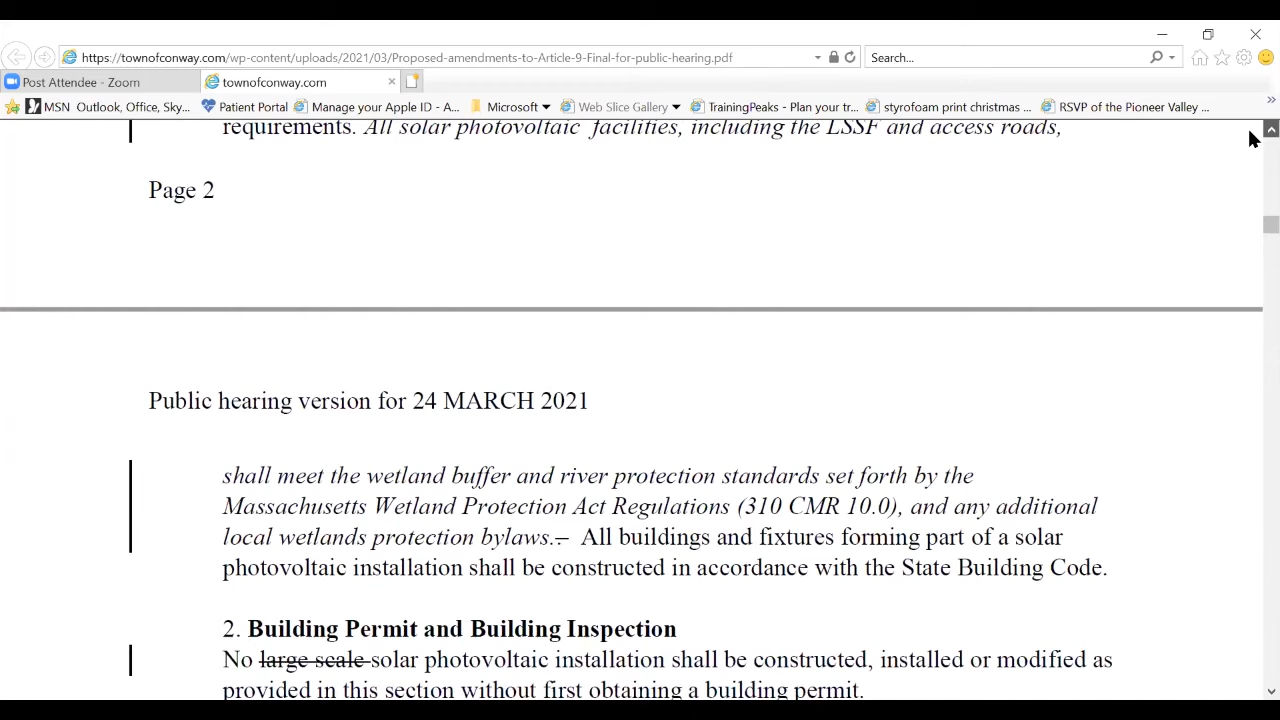 https://townofconway.com/wp-content/uploads/2021/03/Proposed-amendments-to-Article-9-Final-for-public-hearing.pdf
Search...
Post Attendee - Zoom
townofconway.com
MSN
Outlook, Office, Sky...
Patient Portal
Manage your Apple ID - A...
Microsoft
Web Slice Gallery
TrainingPeaks - Plan your tr...
styrofoam print christmas ...
RSVP of the Pioneer Valley ...
requirements. All solar photovoltaic facilities, including the LSSF and access roads,
Page 2
Public hearing version for 24 MARCH 2021
shall meet the wetland buffer and river protection standards set forth by the
Massachusetts Wetland Protection Act Regulations (310 CMR 10.0), and any additional
local wetlands protection bylaws.. All buildings and fixtures forming part of a solar
photovoltaic installation shall be constructed in accordance with the State Building Code.
2. Building Permit and Building Inspection
No large scale solar photovoltaic installation shall be constructed, installed or modified as
provided in this section without first obtaining a building permit.